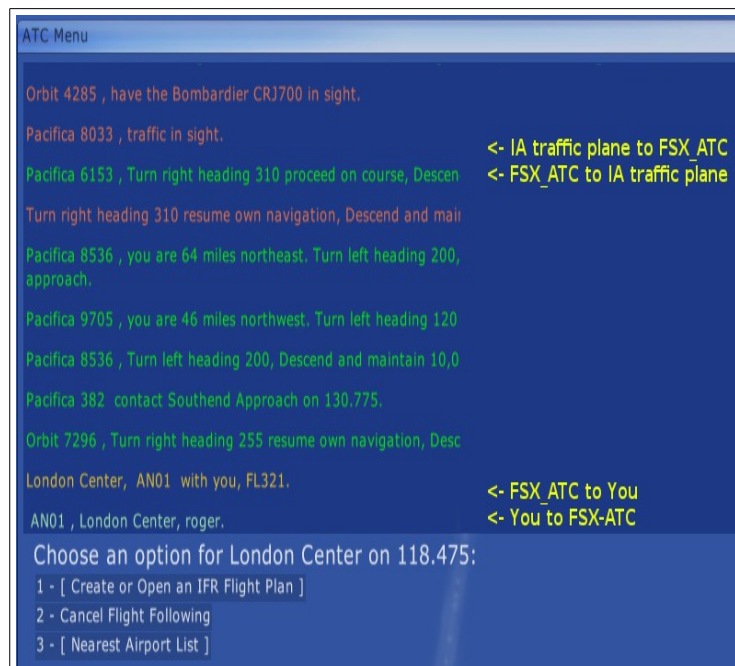 ATC Menu
Orbit 4285 , have the Bombardier CRJ700 in sight.
Pacifica 8033 , traffic in sight.
<- IA traffic plane to FSX_ATC
Pacifica 6153 , Turn right heading 310 proceed on course, Descen
<- FSX_ATC to IA traffic plane
Turn right heading 310 resume own navigation, Descend and mai
Pacifica 8536 , you are 64 miles northeast. Turn left heading 200,
approach.
Pacifica 9705 , you are 46 miles northwest. Turn left heading 120
Pacifica 8536 , Turn left heading 200, Descend and maintain 10,0
Pacifica 382 contact Southend Approach on 130.775.
Orbit 7296 , Turn right heading 255 resume own navigation, Desc
London Center, AN01 with you, FL321.
<- FSX_ATC to You
AN01 , London Center, roger.
<- You to FSX-ATC
Choose an option for London Center on 118.475:
1 - [ Create or Open an IFR Flight Plan ]
2 - Cancel Flight Following
3 - [ Nearest Airport List ]